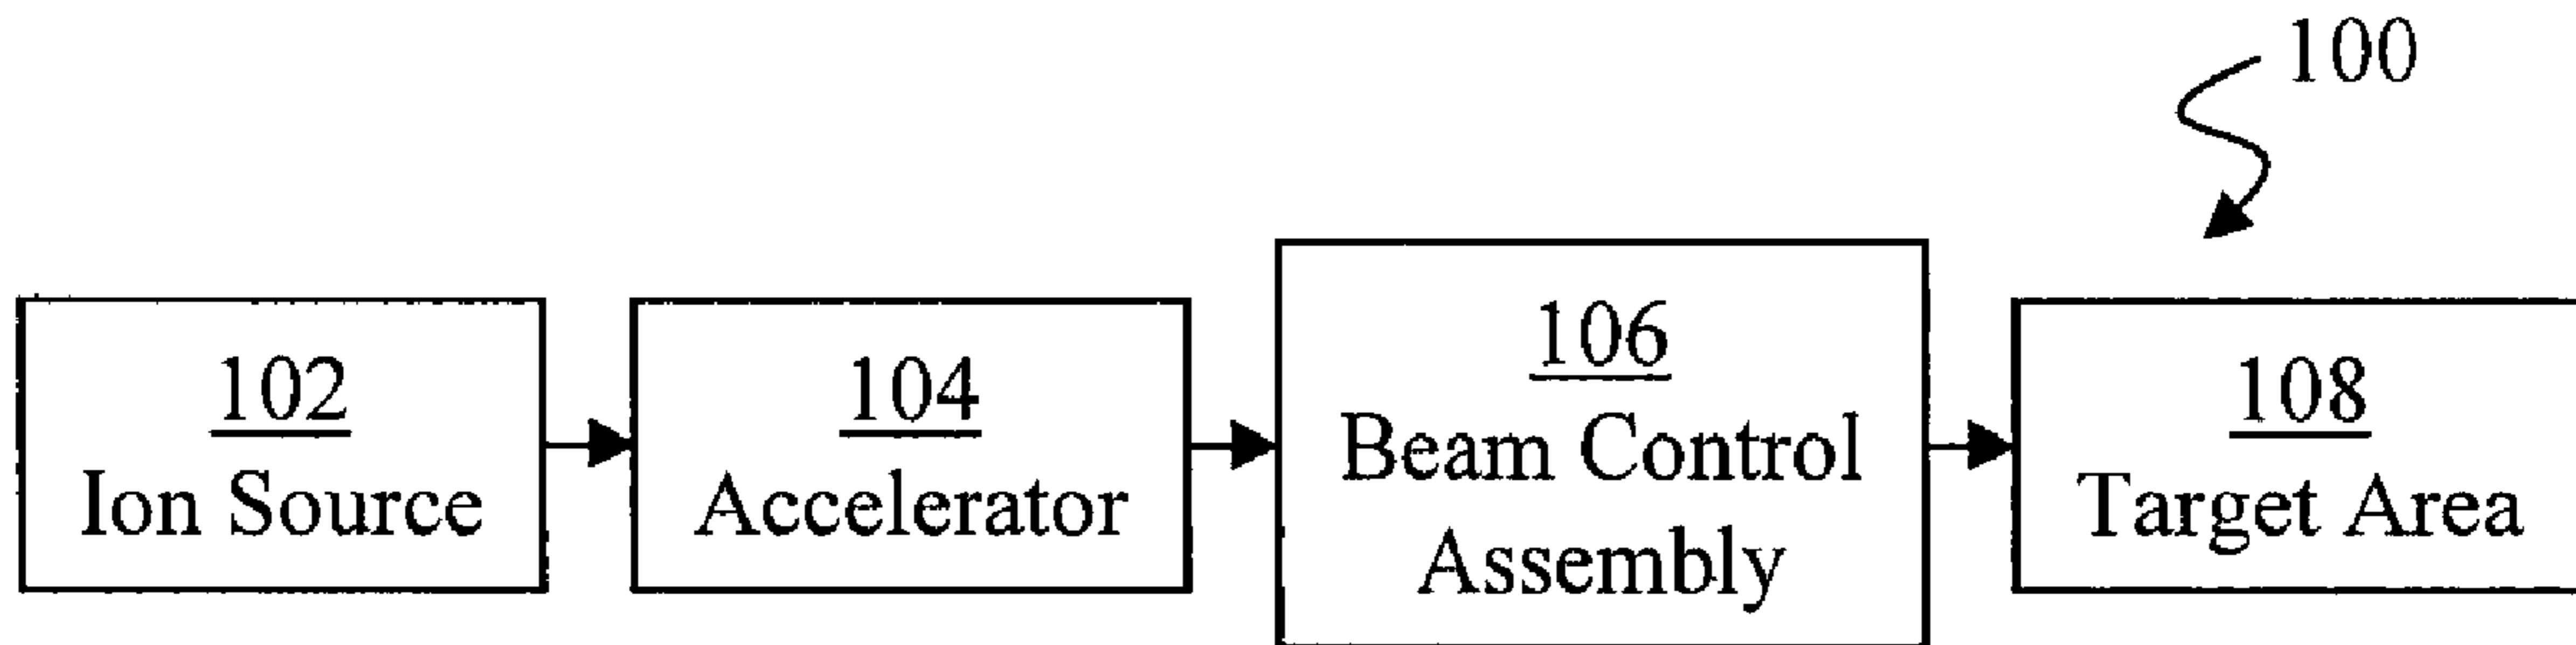 100
102
Ion Source
104
Accelerator
106
Beam Control
Assembly
108
Target Area